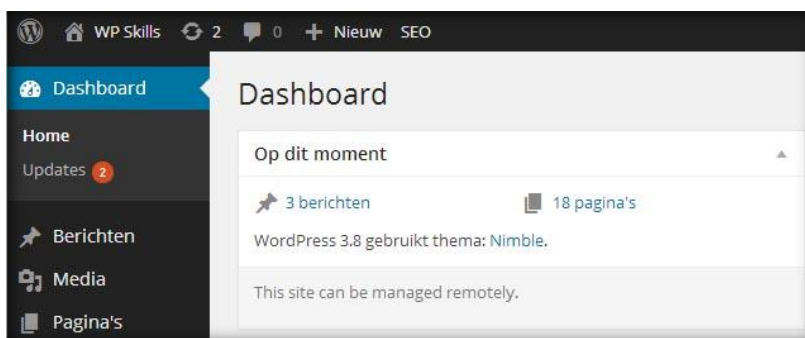 WP Skills 2 0 + Nieuw SEO
Dashboard
Home
Updates 2
Berichten
Media
Pagina's
Dashboard
Op dit moment
3 berichten 18 pagina's
WordPress 3.8 gebruikt thema: Nimble.
This site can be managed remotely.